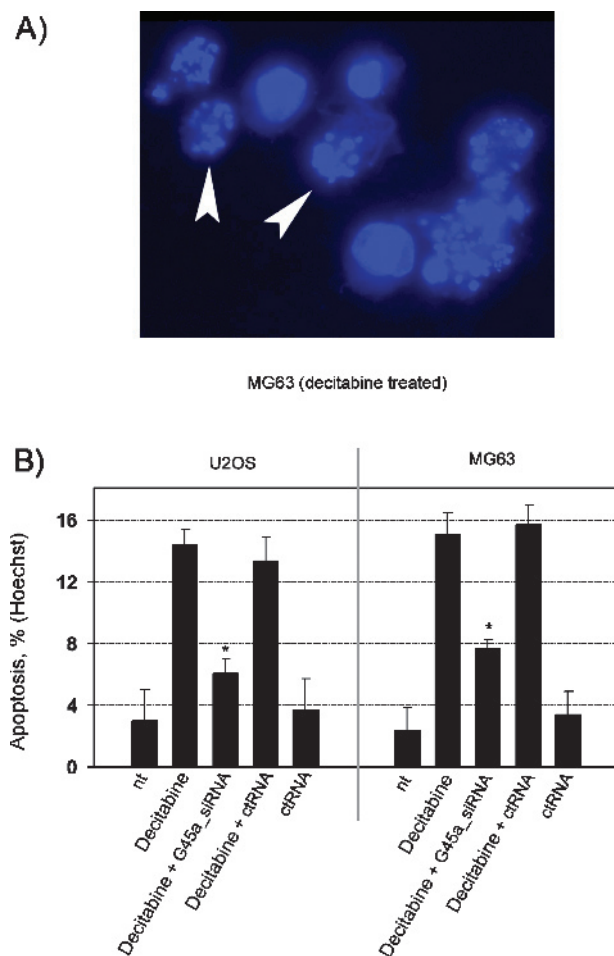 A)
MG63 (decitabine treated)
B)
U2OS
MG63
Apoptosis, % (Hoechst)
16
12
8
4
0
*
*
nt
Decitabine
Decitabine + G45a_siRNA
Decitabine + ctRNA
ctRNA
nt
Decitabine
Decitabine + G45a_siRNA
Decitabine + ctRNA
ctRNA